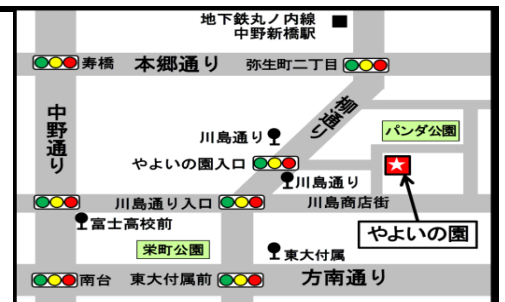 地下鉄丸ノ内線
中野新橋駅
寿橋
本郷通り
弥生町二丁目
中野通り
柳通り
川島通り
パンダ公園
やよいの園入口
川島通り
川島通り入口
川島商店街
富士高校前
やよいの園
栄町公園
東大付属
南台
東大付属前
方南通り